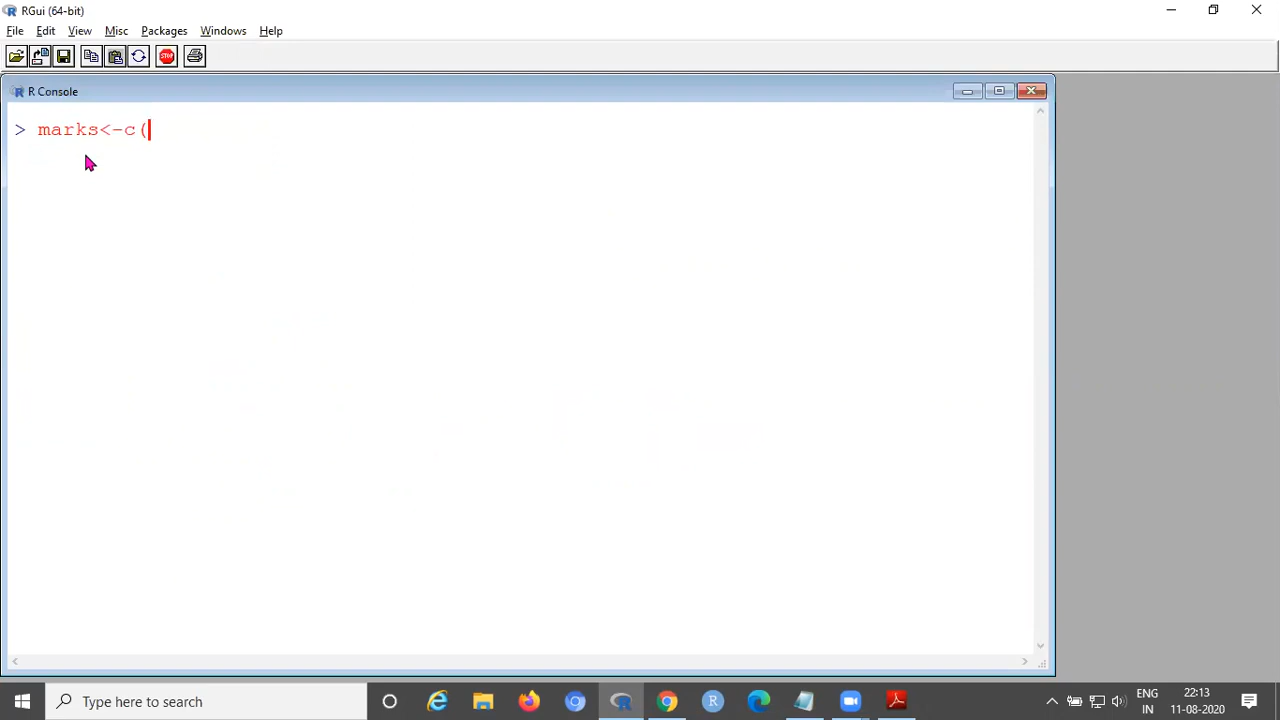 RGui (64-bit)
File Edit View Misc Packages Windows Help
STOP
R Console
> marks<-c(
Type here to search
ENG
IN
22:13
11-08-2020